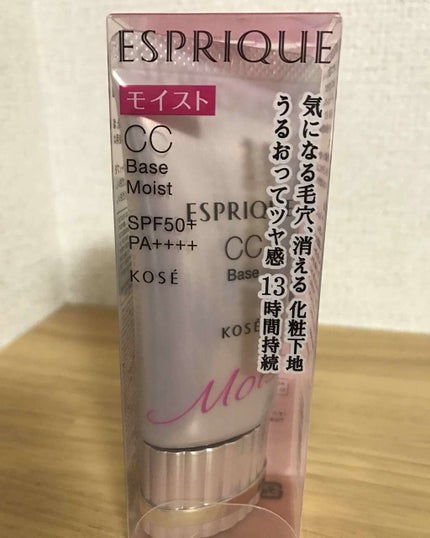 ESPRIQUE
モイスト
CC
Base
Moist
SPF50+
PA++++
KOSÉ
気になる毛穴、消える 化粧下地
うるおってツヤ感 13時間持続
ESPRIQUE
CC
Base
KOSÉ
Moist